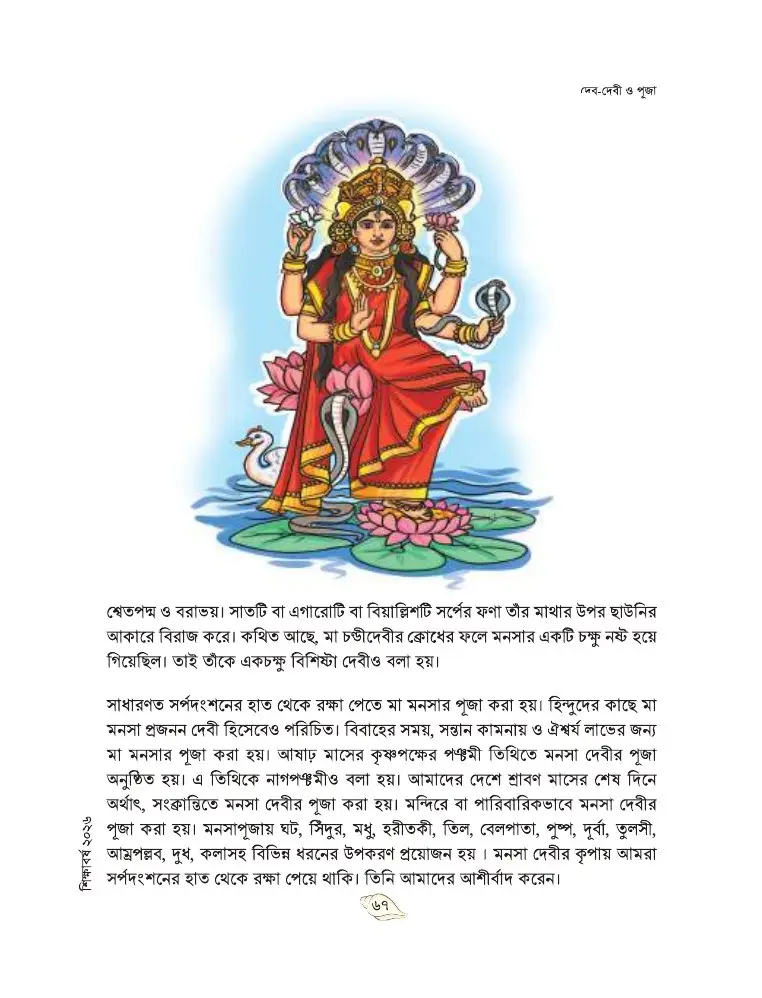 দেব-দেবী ও পূজা
শ্বেতপদ্ম ও বরাভয়। সাতটি বা এগারোটি বা বিয়াল্লিশটি সর্পের ফণা তাঁর মাথার উপর ছাউনির
আকারে বিরাজ করে। কথিত আছে, মা চণ্ডীদেবীর ক্রোধের ফলে মনসার একটি চক্ষু নষ্ট হয়ে
গিয়েছিল। তাই তাঁকে একচক্ষু বিশিষ্টা দেবীও বলা হয়।
সাধারণত সর্পদংশনের হাত থেকে রক্ষা পেতে মা মনসার পূজা করা হয়। হিন্দুদের কাছে মা
মনসা প্রজনন দেবী হিসেবেও পরিচিত। বিবাহের সময়, সন্তান কামনায় ও ঐশ্বর্য লাভের জন্য
মা মনসার পূজা করা হয়। আষাঢ় মাসের কৃষ্ণপক্ষের পঞ্চমী তিথিতে মনসা দেবীর পূজা
অনুষ্ঠিত হয়। এ তিথিকে নাগপঞ্চমীও বলা হয়। আমাদের দেশে শ্রাবণ মাসের শেষ দিনে
অর্থাৎ, সংক্রান্তিতে মনসা দেবীর পূজা করা হয়। মন্দিরে বা পারিবারিকভাবে মনসা দেবীর
পূজা করা হয়। মনসাপূজায় ঘট, সিঁদুর, মধু, হরীতকী, তিল, বেলপাতা, পুষ্প, দূর্বা, তুলসী,
আম্রপল্লব, দুধ, কলাসহ বিভিন্ন ধরনের উপকরণ প্রয়োজন হয় । মনসা দেবীর কৃপায় আমরা
সর্পদংশনের হাত থেকে রক্ষা পেয়ে থাকি। তিনি আমাদের আশীর্বাদ করেন।
শিক্ষাবর্ষ ২০২৬
৬৭